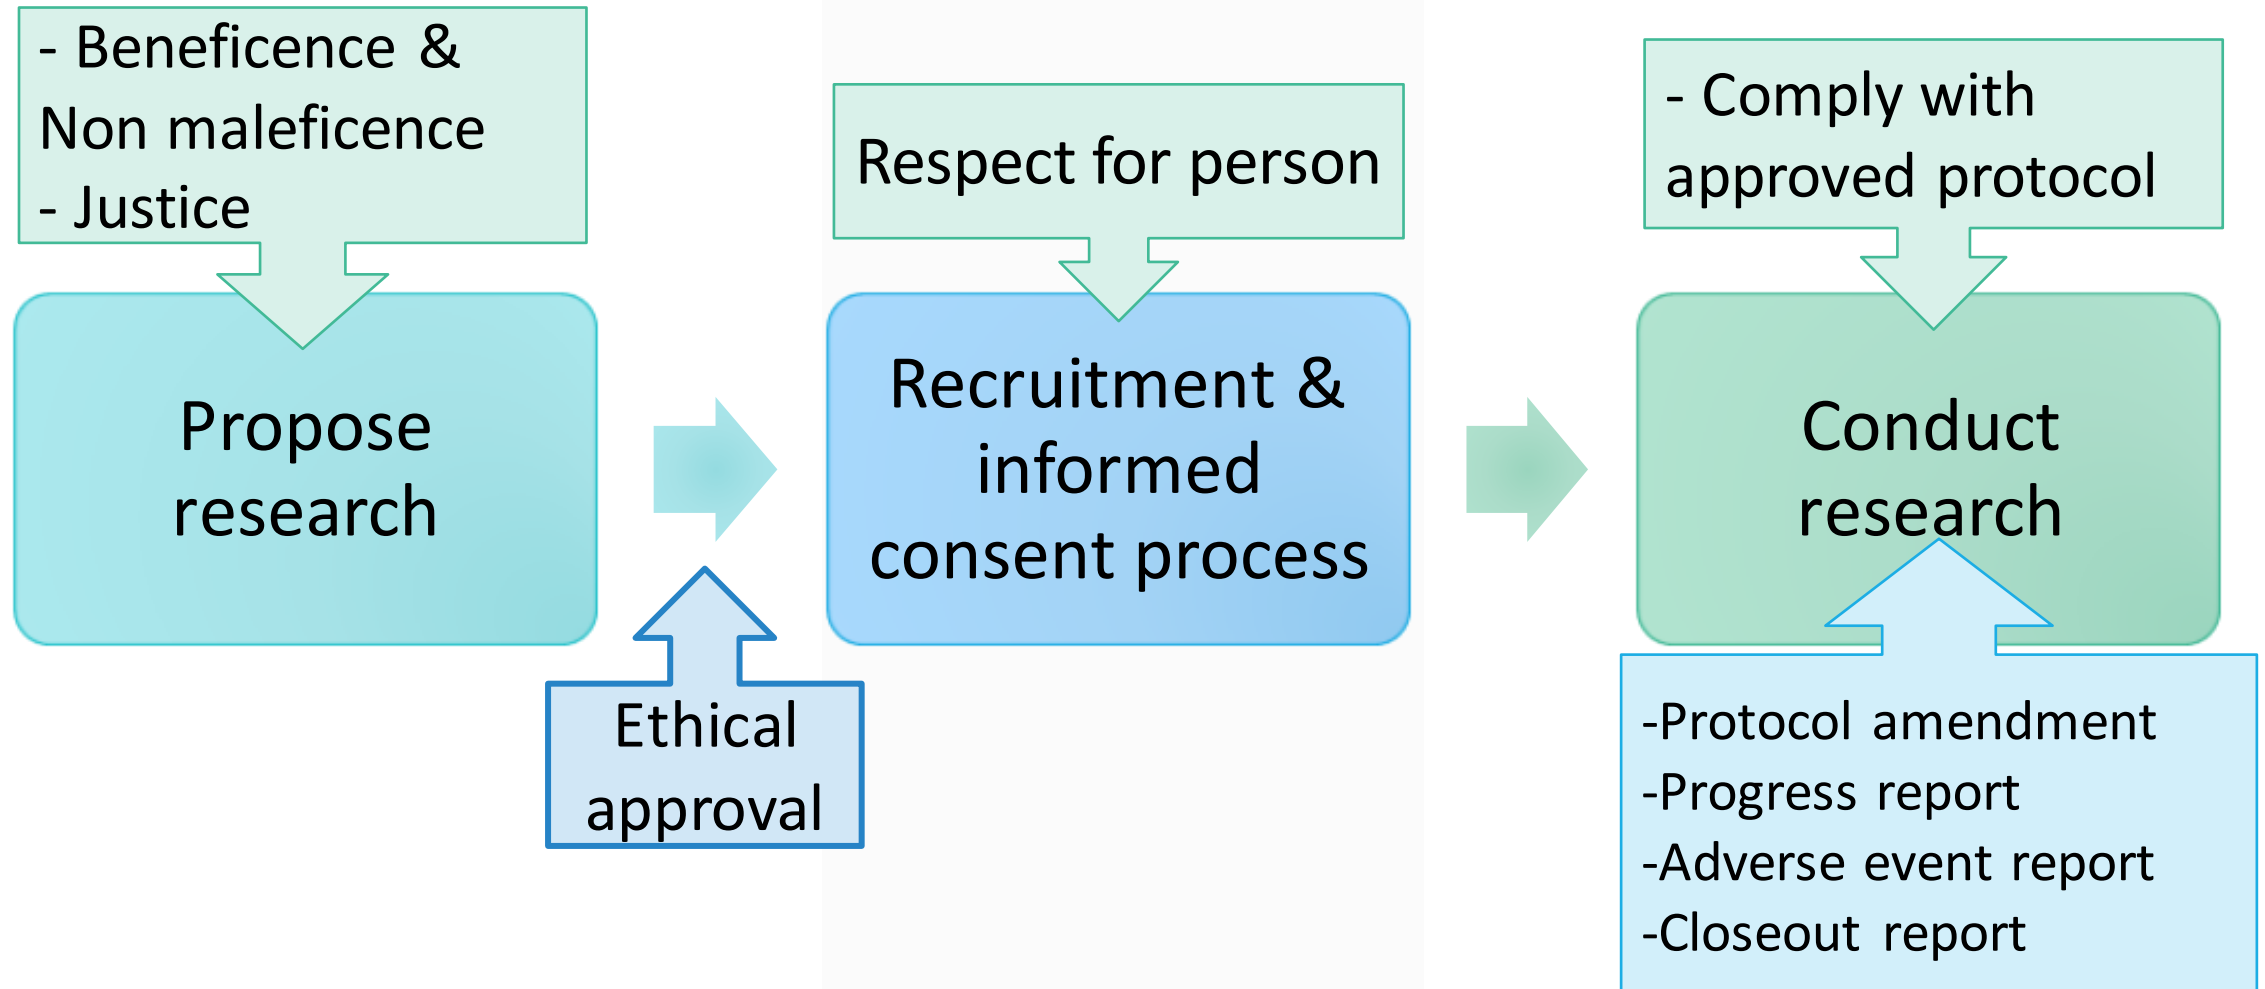 - Beneficence &
Non maleficence
- Justice
Respect for person
- Comply with
approved protocol
Propose
research
Recruitment &
informed
consent process
Conduct
research
Ethical
approval
-Protocol amendment
-Progress report
-Adverse event report
-Closeout report